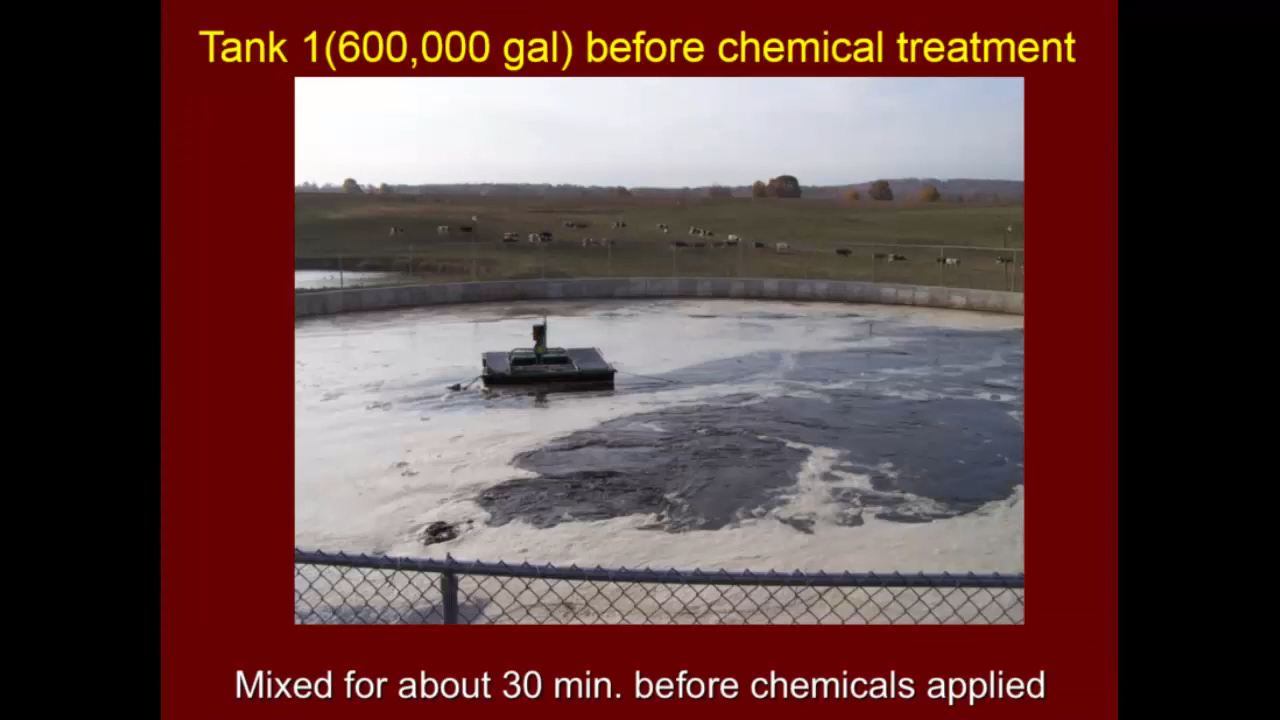 Tank 1(600,000 gal) before chemical treatment
Mixed for about 30 min. before chemicals applied